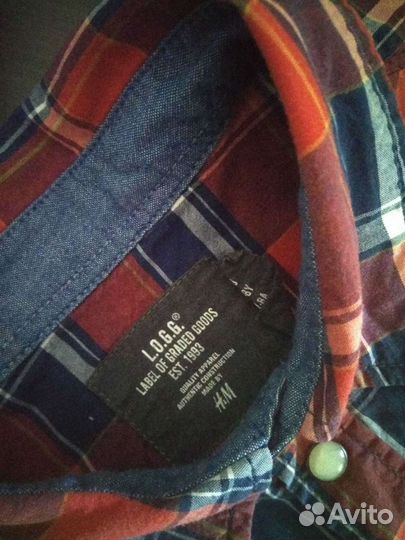 L.O.G.G.
LABEL OF GRADED GOODS
EST. 1993
QUALITY APPAREL
AUTHENTIC CONSTRUCTION
MADE BY
H&M
Avito